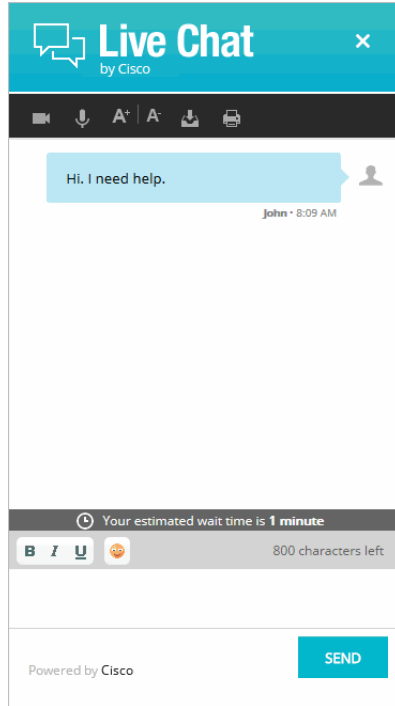 Live Chat
by Cisco
×
A+ A-
Hi. I need help.
John • 8:09 AM
Your estimated wait time is 1 minute
B I U 800 characters left
Powered by Cisco
SEND